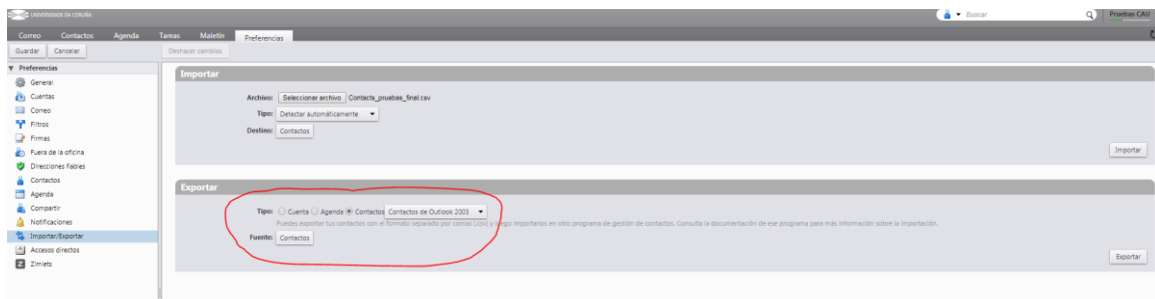 UNIVERSIDADE DA CORUÑA
Buscar
Pruebas CAU
Correo Contactos Agenda Tareas Maletín Preferencias
Guardar Cancelar Deshacer cambios
Preferencias
General
Cuentas
Correo
Filtros
Firmas
Fuera de la oficina
Direcciones fiables
Contactos
Agenda
Compartir
Notificaciones
Importar/Exportar
Accesos directos
Zimlets
Importar
Archivo: Seleccionar archivo Contacts_pruebas_final.csv
Tipo: Detectar automáticamente
Destino: Contactos
Importar
Exportar
Tipo: Cuenta Agenda Contactos Contactos de Outlook 2003
Puedes exportar tus contactos con el formato separado por comas (.csv) y luego importarlos en otro programa de gestión de contactos. Consulta la documentación de ese programa para más información sobre la importación.
Fuente: Contactos
Exportar